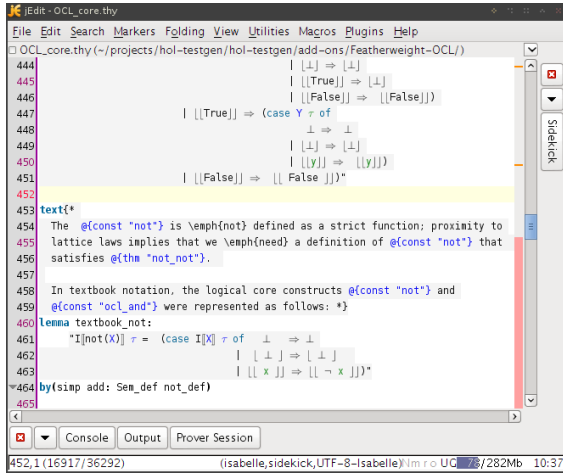 jEdit - OCL_core.thy
File Edit Search Markers Folding View Utilities Macros Plugins Help
OCL_core.thy (~/projects/hol-testgen/hol-testgen/add-ons/Featherweight-OCL/)
444 | ⌊⊥⌋ ⇒ ⌊⊥⌋
445 | ⌊⌊True⌋⌋ ⇒ ⌊⊥⌋
446 | ⌊⌊False⌋⌋ ⇒ ⌊⌊False⌋⌋)
447 | ⌊⌊True⌋⌋ ⇒ (case Y τ of
448 ⊥ ⇒ ⊥
449 | ⌊⊥⌋ ⇒ ⌊⊥⌋
450 | ⌊⌊y⌋⌋ ⇒ ⌊⌊y⌋⌋)
451 | ⌊⌊False⌋⌋ ⇒ ⌊⌊ False ⌋⌋)"
452
453 text{*
454 The @{const "not"} is \emph{not} defined as a strict function; proximity to
455 lattice laws implies that we \emph{need} a definition of @{const "not"} that
456 satisfies @{thm "not_not"}.
457
458 In textbook notation, the logical core constructs @{const "not"} and
459 @{const "ocl_and"} were represented as follows: *}
460 lemma textbook_not:
461 "I⟦not(X)⟧ τ = (case I⟦X⟧ τ of ⊥ ⇒ ⊥
462 | ⌊ ⊥ ⌋ ⇒ ⌊ ⊥ ⌋
463 | ⌊⌊ x ⌋⌋ ⇒ ⌊⌊ ¬ x ⌋⌋)"
464 by(simp add: Sem_def not_def)
465
Sidekick
Console Output Prover Session
452,1 (16917/36292) (isabelle,sidekick,UTF-8-Isabelle)Nm r o UG 78/282Mb 10:37